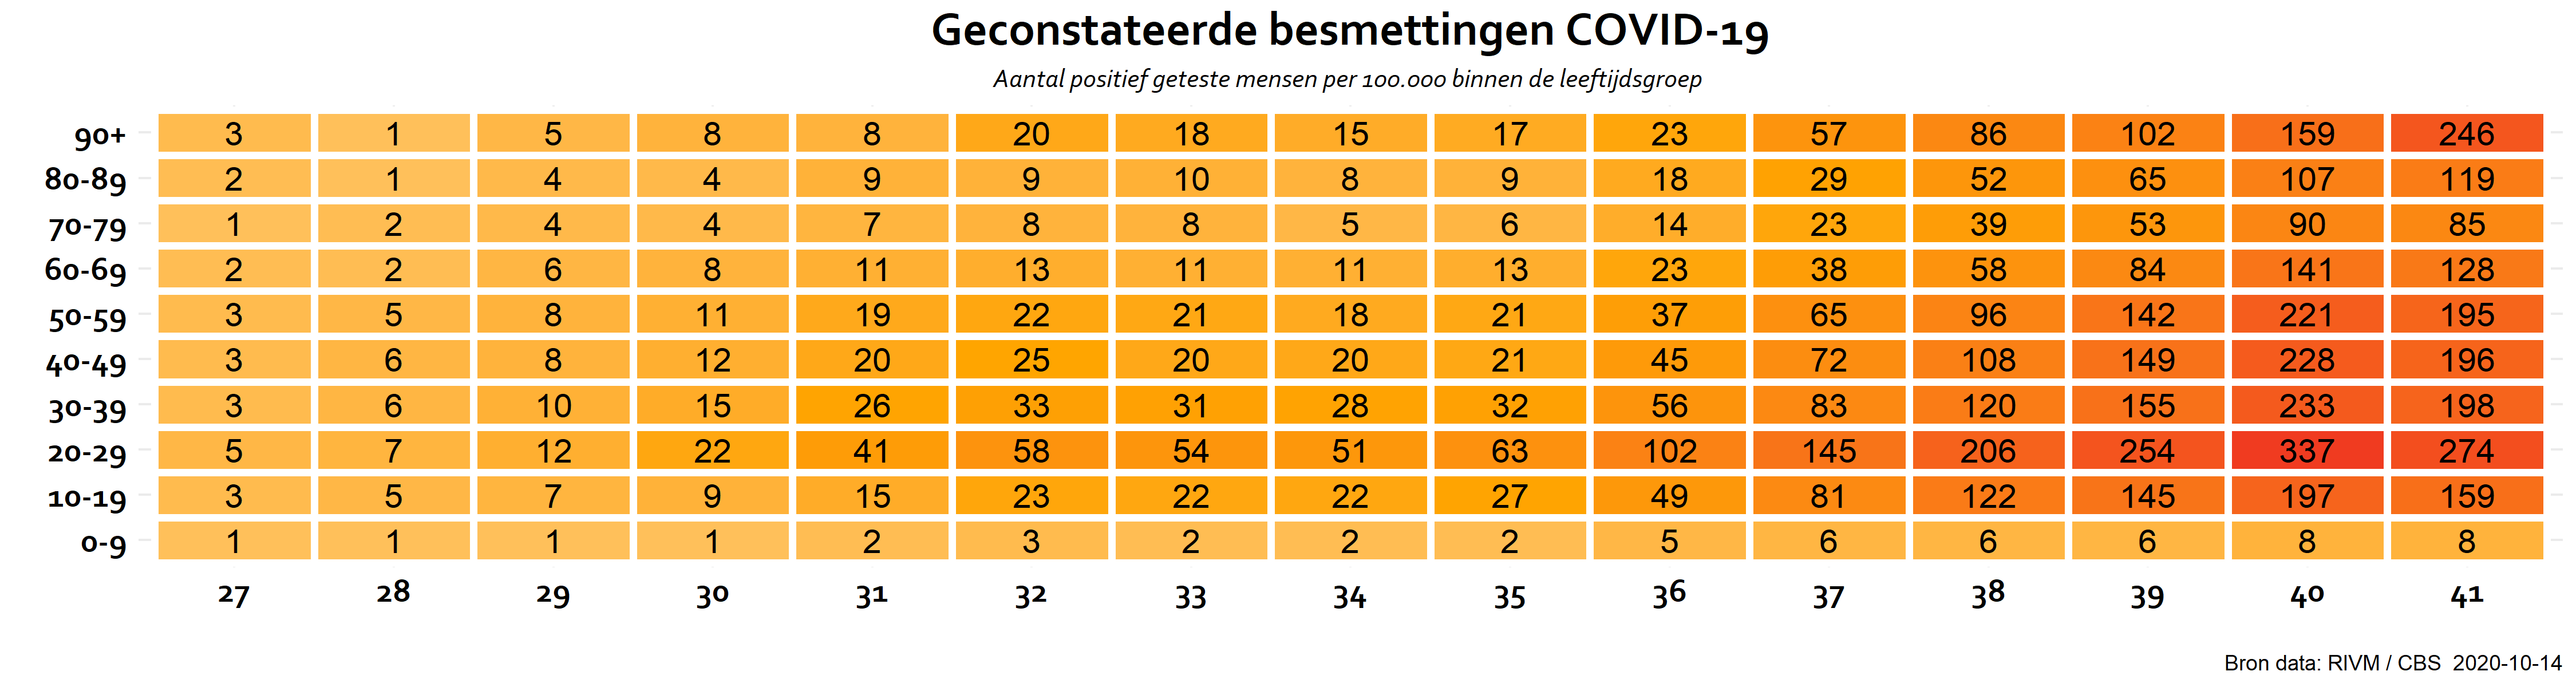 Geconstateerde besmettingen COVID-19
Aantal positief geteste mensen per 100.000 binnen de leeftijdsgroep
90+ 3 1 5 8 8 20 18 15 17 23 57 86 102 159 246
80-89 2 1 4 4 9 9 10 8 9 18 29 52 65 107 119
70-79 1 2 4 4 7 8 8 5 6 14 23 39 53 90 85
60-69 2 2 6 8 11 13 11 11 13 23 38 58 84 141 128
50-59 3 5 8 11 19 22 21 18 21 37 65 96 142 221 195
40-49 3 6 8 12 20 25 20 20 21 45 72 108 149 228 196
30-39 3 6 10 15 26 33 31 28 32 56 83 120 155 233 198
20-29 5 7 12 22 41 58 54 51 63 102 145 206 254 337 274
10-19 3 5 7 9 15 23 22 22 27 49 81 122 145 197 159
0-9 1 1 1 1 2 3 2 2 2 5 6 6 6 8 8
27 28 29 30 31 32 33 34 35 36 37 38 39 40 41
Bron data: RIVM / CBS 2020-10-14